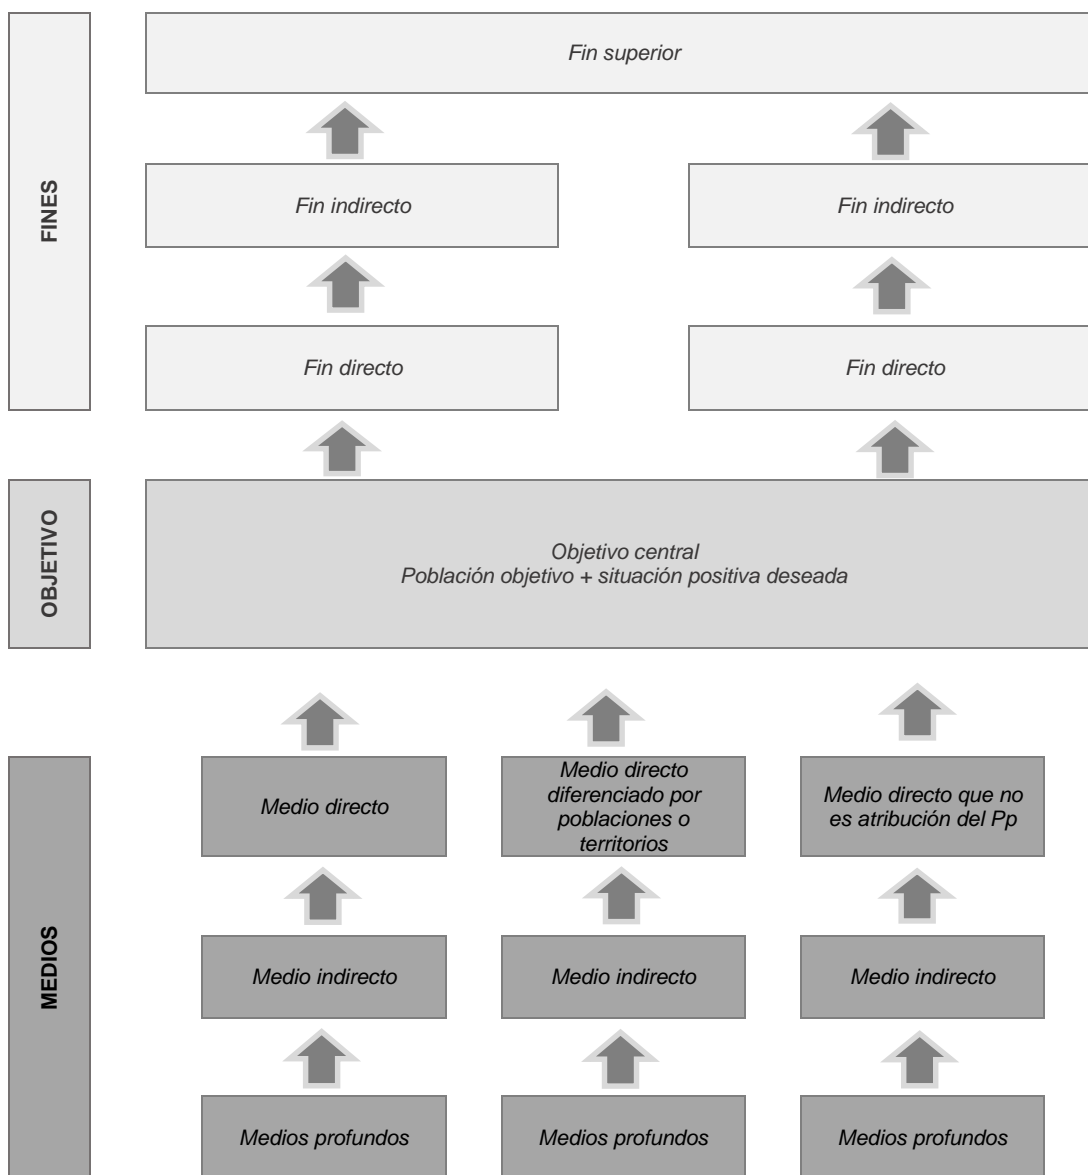 Fin superior
FINES
Fin indirecto
Fin indirecto
Fin directo
Fin directo
OBJETIVO
Objetivo central
Población objetivo + situación positiva deseada
MEDIOS
Medio directo
Medio directo
diferenciado por
poblaciones o
territorios
Medio directo que no
es atribución del Pp
Medio indirecto
Medio indirecto
Medio indirecto
Medios profundos
Medios profundos
Medios profundos